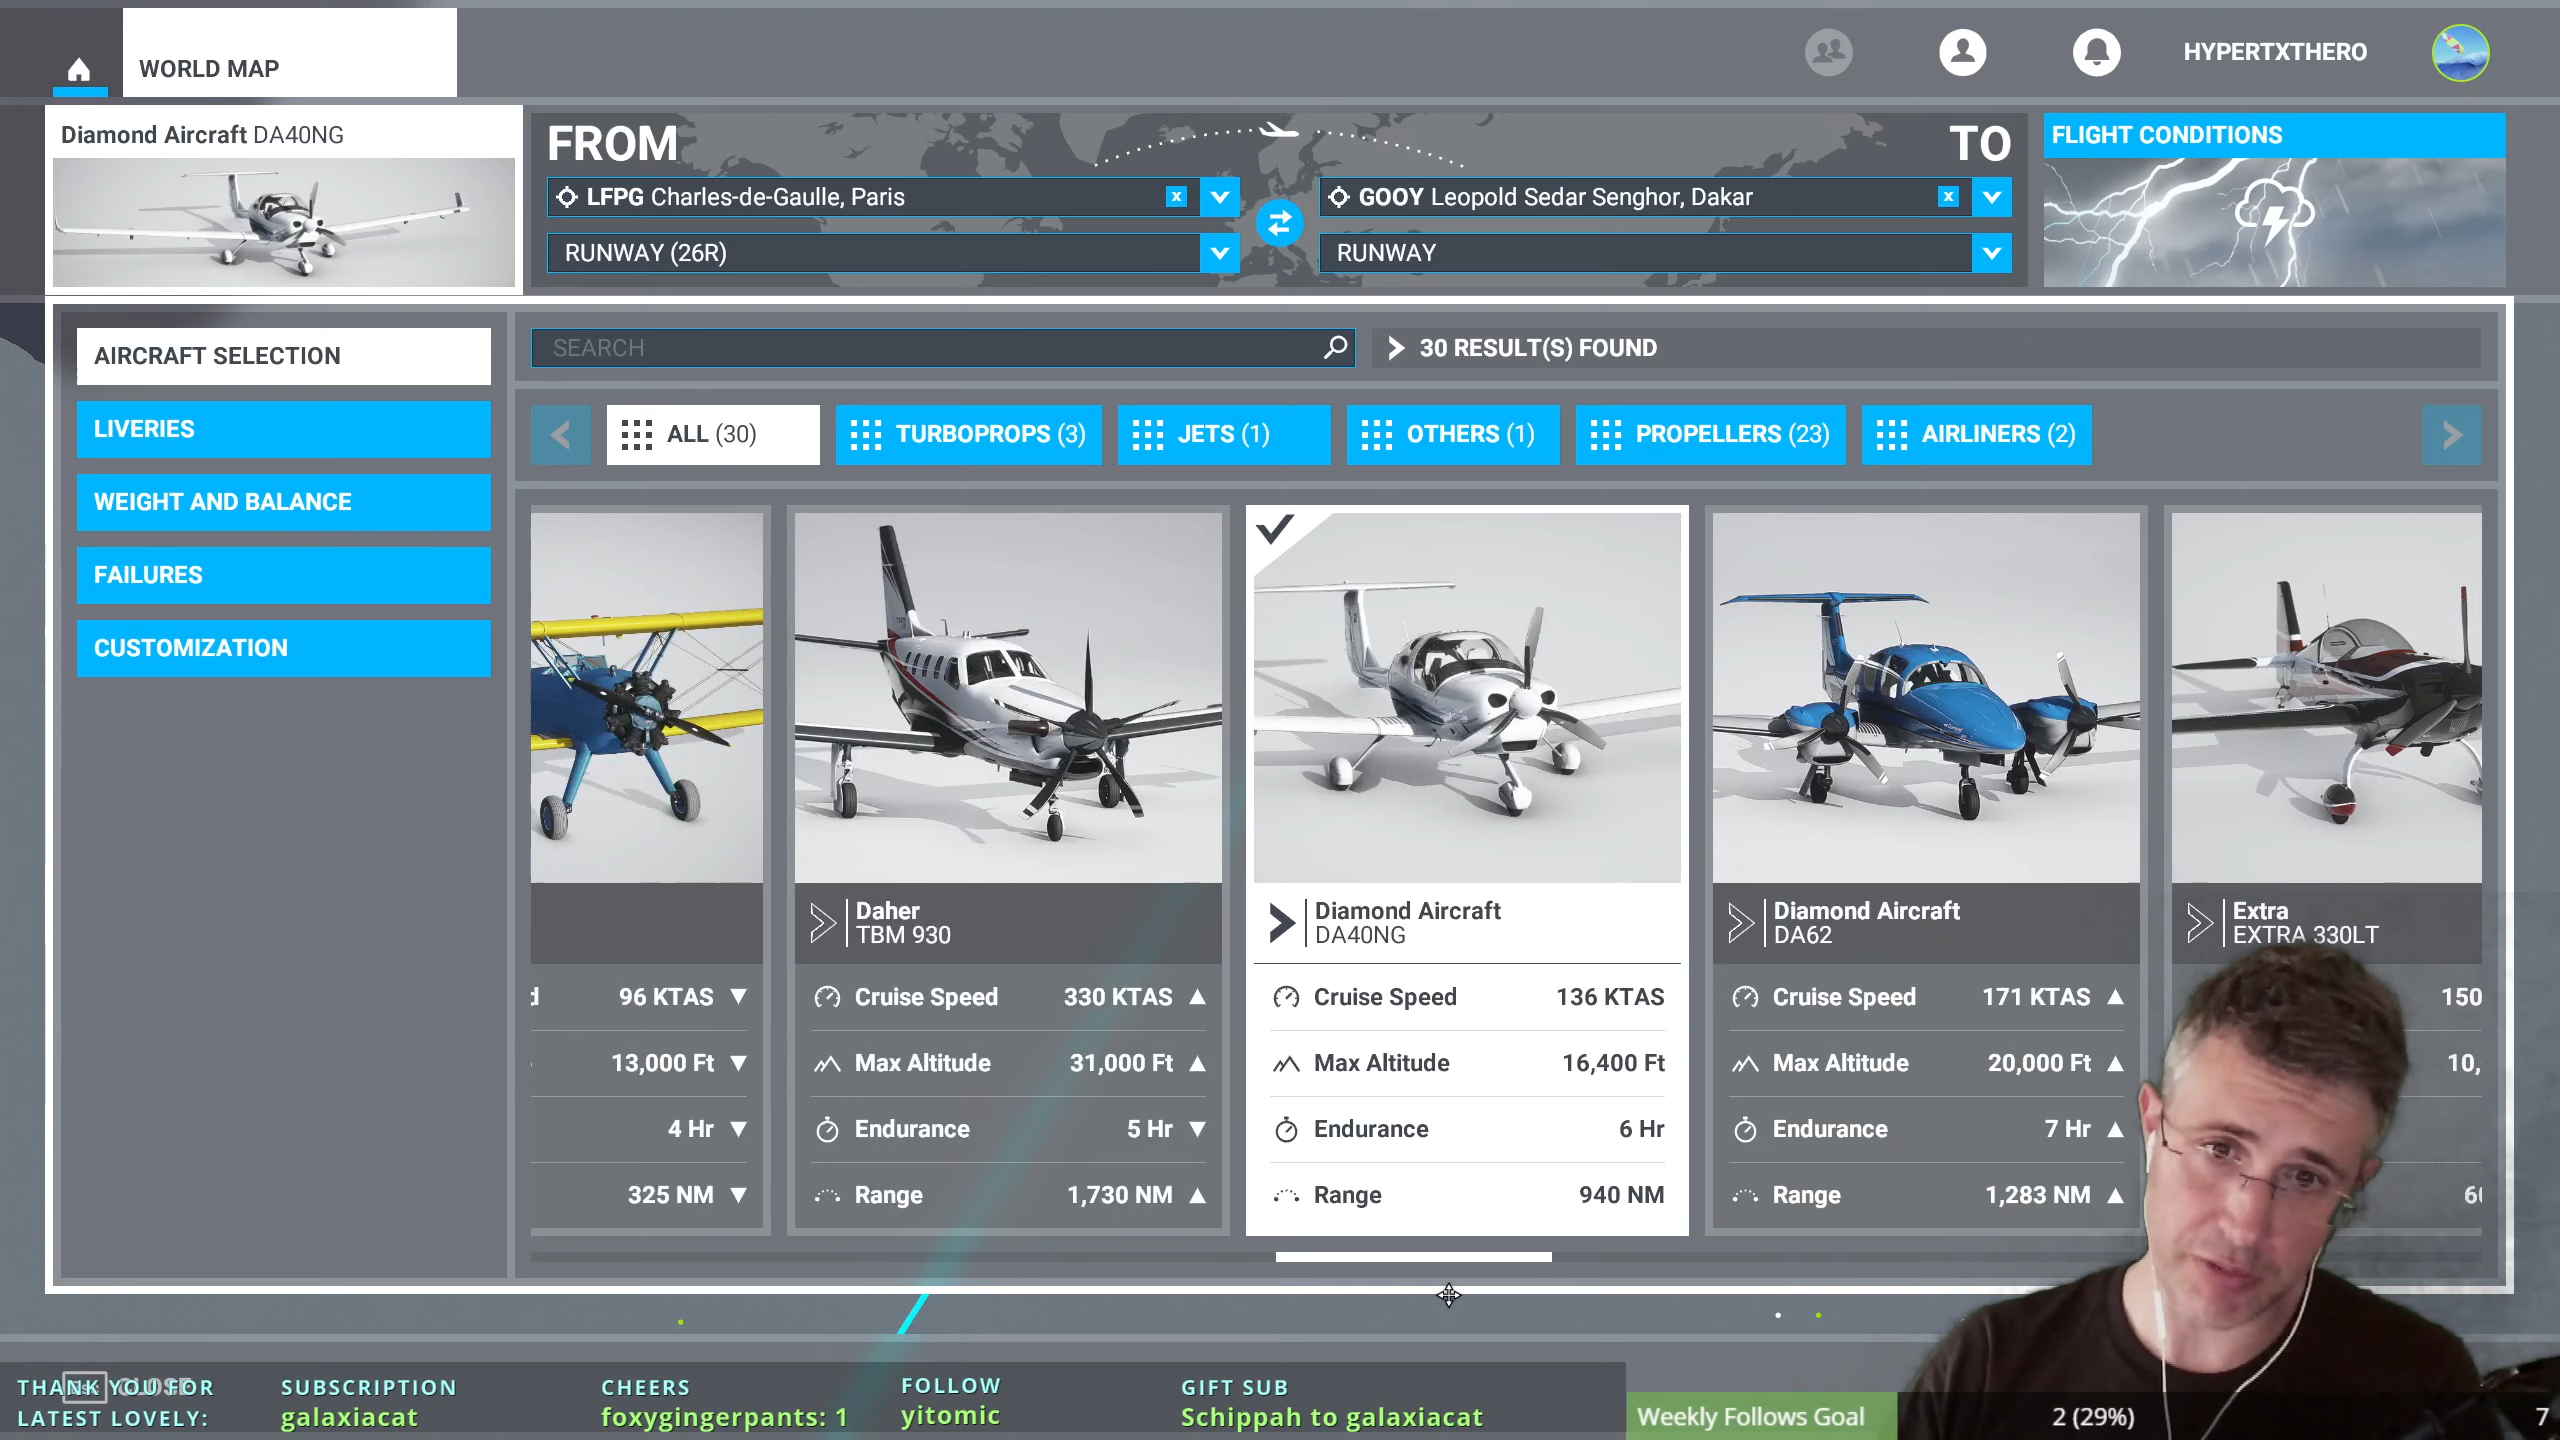 WORLD MAP
HYPERTXTHERO
Diamond Aircraft DA40NG
FROM
TO
LFPG Charles-de-Gaulle, Paris
x
GOOY Leopold Sedar Senghor, Dakar
x
RUNWAY (26R)
RUNWAY
FLIGHT CONDITIONS
AIRCRAFT SELECTION
LIVERIES
WEIGHT AND BALANCE
FAILURES
CUSTOMIZATION
SEARCH
30 RESULT(S) FOUND
ALL (30)
TURBOPROPS (3)
JETS (1)
OTHERS (1)
PROPELLERS (23)
AIRLINERS (2)
96 KTAS
13,000 Ft
4 Hr
325 NM
Daher
TBM 930
Cruise Speed 330 KTAS
Max Altitude 31,000 Ft
Endurance 5 Hr
Range 1,730 NM
Diamond Aircraft
DA40NG
Cruise Speed 136 KTAS
Max Altitude 16,400 Ft
Endurance 6 Hr
Range 940 NM
Diamond Aircraft
DA62
Cruise Speed 171 KTAS
Max Altitude 20,000 Ft
Endurance 7 Hr
Range 1,283 NM
Extra
EXTRA 330LT
150
10,
THANK YOU FOR
LATEST LOVELY:
CLOSE
SUBSCRIPTION
galaxiacat
CHEERS
foxygingerpants: 1
FOLLOW
yitomic
GIFT SUB
Schippah to galaxiacat
Weekly Follows Goal
2 (29%)
7